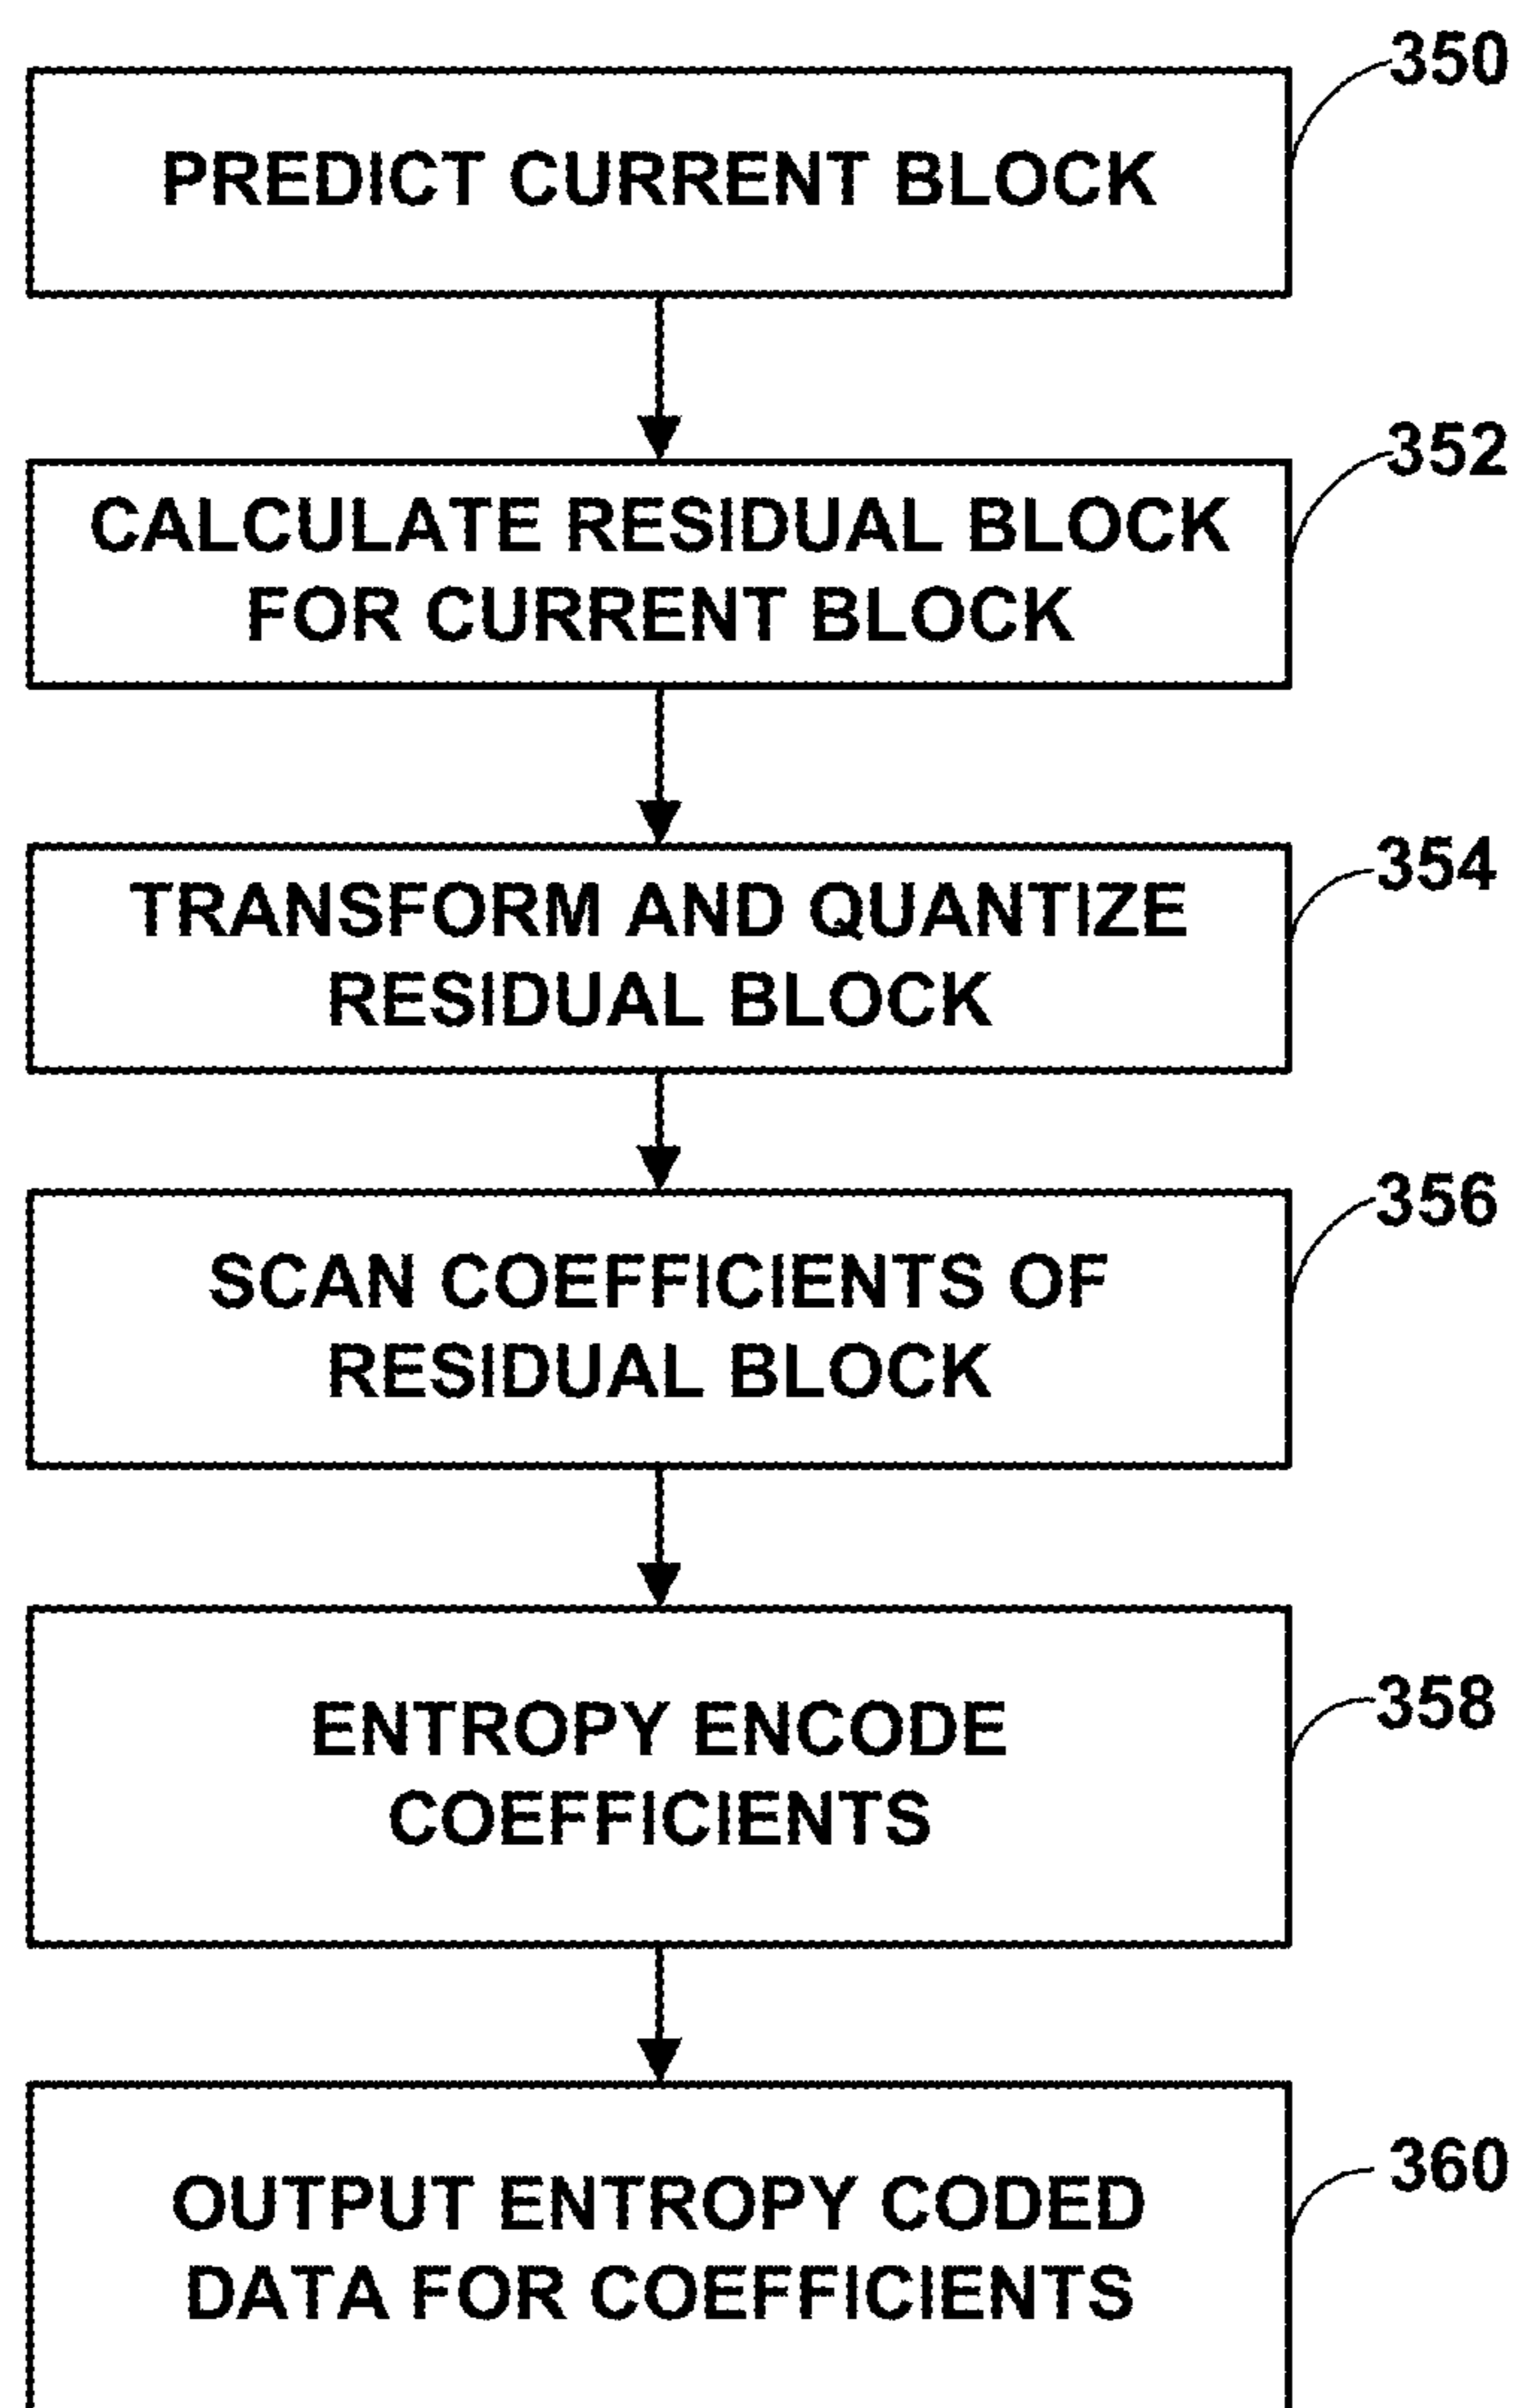 350
PREDICT CURRENT BLOCK
352
CALCULATE RESIDUAL BLOCK
FOR CURRENT BLOCK
354
TRANSFORM AND QUANTIZE
RESIDUAL BLOCK
356
SCAN COEFFICIENTS OF
RESIDUAL BLOCK
358
ENTROPY ENCODE
COEFFICIENTS
360
OUTPUT ENTROPY CODED
DATA FOR COEFFICIENTS